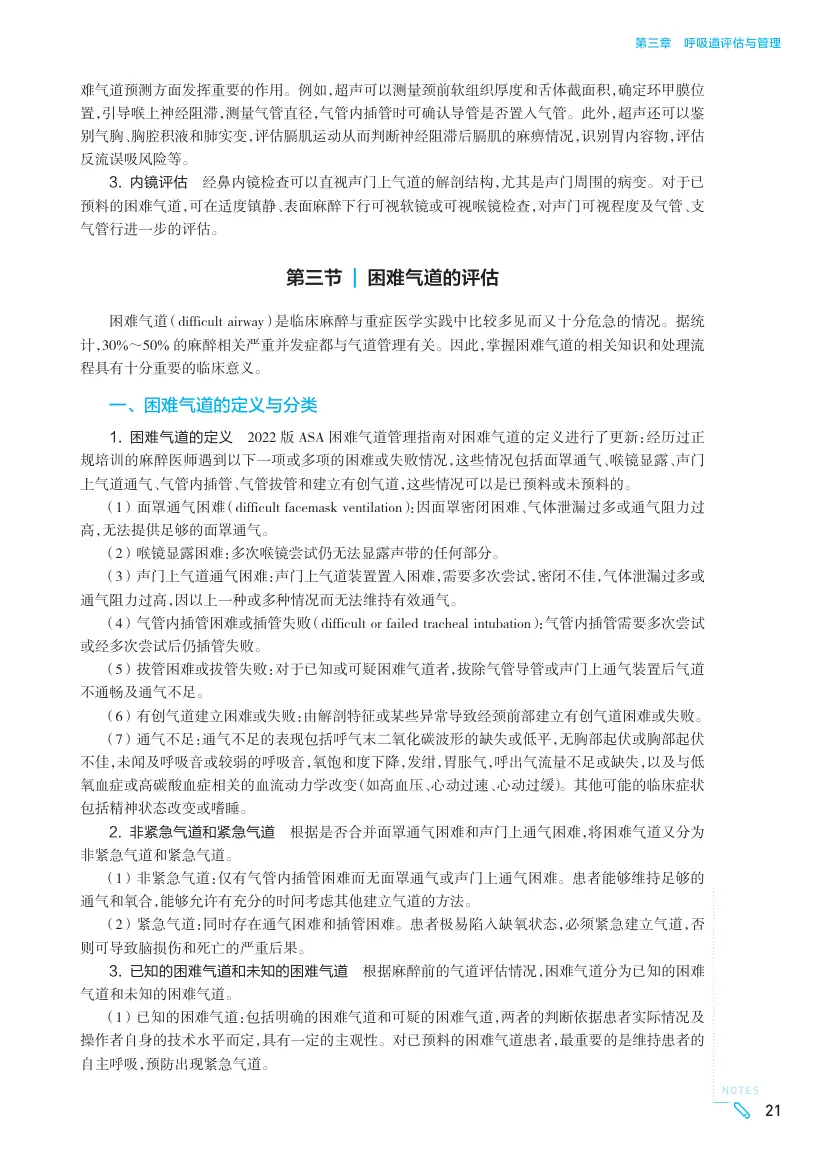 第三章 呼吸道评估与管理
难气道预测方面发挥重要的作用。例如,超声可以测量颈前软组织厚度和舌体截面积,确定环甲膜位
置,引导喉上神经阻滞,测量气管直径,气管内插管时可确认导管是否置入气管。此外,超声还可以鉴
别气胸、胸腔积液和肺实变,评估膈肌运动从而判断神经阻滞后膈肌的麻痹情况,识别胃内容物,评估
反流误吸风险等。
3. 内镜评估 经鼻内镜检查可以直视声门上气道的解剖结构,尤其是声门周围的病变。对于已
预料的困难气道,可在适度镇静、表面麻醉下行可视软镜或可视喉镜检查,对声门可视程度及气管、支
气管行进一步的评估。
第三节 | 困难气道的评估
困难气道(difficult airway)是临床麻醉与重症医学实践中比较多见而又十分危急的情况。据统
计,30%～50% 的麻醉相关严重并发症都与气道管理有关。因此,掌握困难气道的相关知识和处理流
程具有十分重要的临床意义。
一、困难气道的定义与分类
1. 困难气道的定义 2022 版 ASA 困难气道管理指南对困难气道的定义进行了更新:经历过正
规培训的麻醉医师遇到以下一项或多项的困难或失败情况,这些情况包括面罩通气、喉镜显露、声门
上气道通气、气管内插管、气管拔管和建立有创气道,这些情况可以是已预料或未预料的。
(1)面罩通气困难(difficult facemask ventilation):因面罩密闭困难、气体泄漏过多或通气阻力过
高,无法提供足够的面罩通气。
(2)喉镜显露困难:多次喉镜尝试仍无法显露声带的任何部分。
(3)声门上气道通气困难:声门上气道装置置入困难,需要多次尝试,密闭不佳,气体泄漏过多或
通气阻力过高,因以上一种或多种情况而无法维持有效通气。
(4)气管内插管困难或插管失败(difficult or failed tracheal intubation):气管内插管需要多次尝试
或经多次尝试后仍插管失败。
(5)拔管困难或拔管失败:对于已知或可疑困难气道者,拔除气管导管或声门上通气装置后气道
不通畅及通气不足。
(6)有创气道建立困难或失败:由解剖特征或某些异常导致经颈前部建立有创气道困难或失败。
(7)通气不足:通气不足的表现包括呼气末二氧化碳波形的缺失或低平,无胸部起伏或胸部起伏
不佳,未闻及呼吸音或较弱的呼吸音,氧饱和度下降,发绀,胃胀气,呼出气流量不足或缺失,以及与低
氧血症或高碳酸血症相关的血流动力学改变(如高血压、心动过速、心动过缓)。其他可能的临床症状
包括精神状态改变或嗜睡。
2. 非紧急气道和紧急气道 根据是否合并面罩通气困难和声门上通气困难,将困难气道又分为
非紧急气道和紧急气道。
(1)非紧急气道:仅有气管内插管困难而无面罩通气或声门上通气困难。患者能够维持足够的
通气和氧合,能够允许有充分的时间考虑其他建立气道的方法。
(2)紧急气道:同时存在通气困难和插管困难。患者极易陷入缺氧状态,必须紧急建立气道,否
则可导致脑损伤和死亡的严重后果。
3. 已知的困难气道和未知的困难气道 根据麻醉前的气道评估情况,困难气道分为已知的困难
气道和未知的困难气道。
(1)已知的困难气道:包括明确的困难气道和可疑的困难气道,两者的判断依据患者实际情况及
操作者自身的技术水平而定,具有一定的主观性。对已预料的困难气道患者,最重要的是维持患者的
自主呼吸,预防出现紧急气道。
NOTES
21